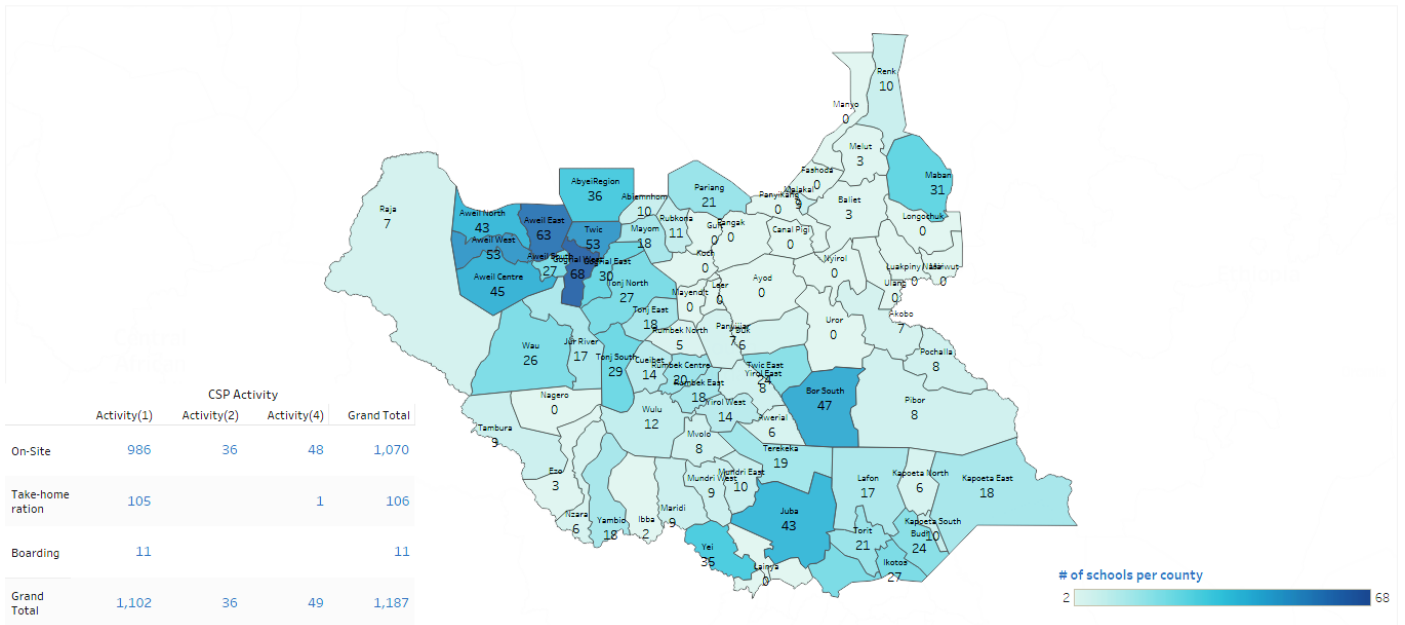 Renk
10
Manyo
0
Melut
3
Fashoda
0
Maban
31
Malakal
9
Panyikang
0
Baliet
3
Longochuk
0
Abyei Region
36
Pariang
21
Abiemnhom
10
Raja
7
Aweil North
43
Aweil East
63
Twic
53
Mayom
18
Rubkona
11
Guit
0
Fangak
0
Canal Pigi
0
Aweil West
53
Aweil South
27
Gogrial West
68
Gogrial East
30
Koch
0
Nyirol
0
Luakpiny Nasir
0
Maiwut
0
Aweil Centre
45
Tonj North
27
Mayendit
0
Leer
0
Ayod
0
Ulang
0
Tonj East
18
Rumbek North
5
Panyijiar
7
Duk
6
Uror
0
Akobo
7
Wau
26
Jur River
17
Tonj South
29
Cueibet
14
Rumbek Centre
20
Twic East
24
Yirol East
8
Pochalla
8
Rumbek East
18
Yirol West
14
Bor South
47
Pibor
8
Nagero
0
Wulu
12
Awerial
6
Tambura
9
Mvolo
8
Terekeka
19
Ezo
3
Mundri West
9
Mundri East
10
Lafon
17
Kapoeta North
6
Kapoeta East
18
Nzara
6
Yambio
18
Ibba
2
Maridi
9
Juba
43
Torit
21
Kapoeta South
10
Budi
24
Yei
35
Lainya
0
Ikotos
27
CSP Activity
Activity(1) Activity(2) Activity(4) Grand Total
On-Site 986 36 48 1,070
Take-home
ration 105 1 106
Boarding 11 11
Grand
Total 1,102 36 49 1,187
# of schools per county
2 68